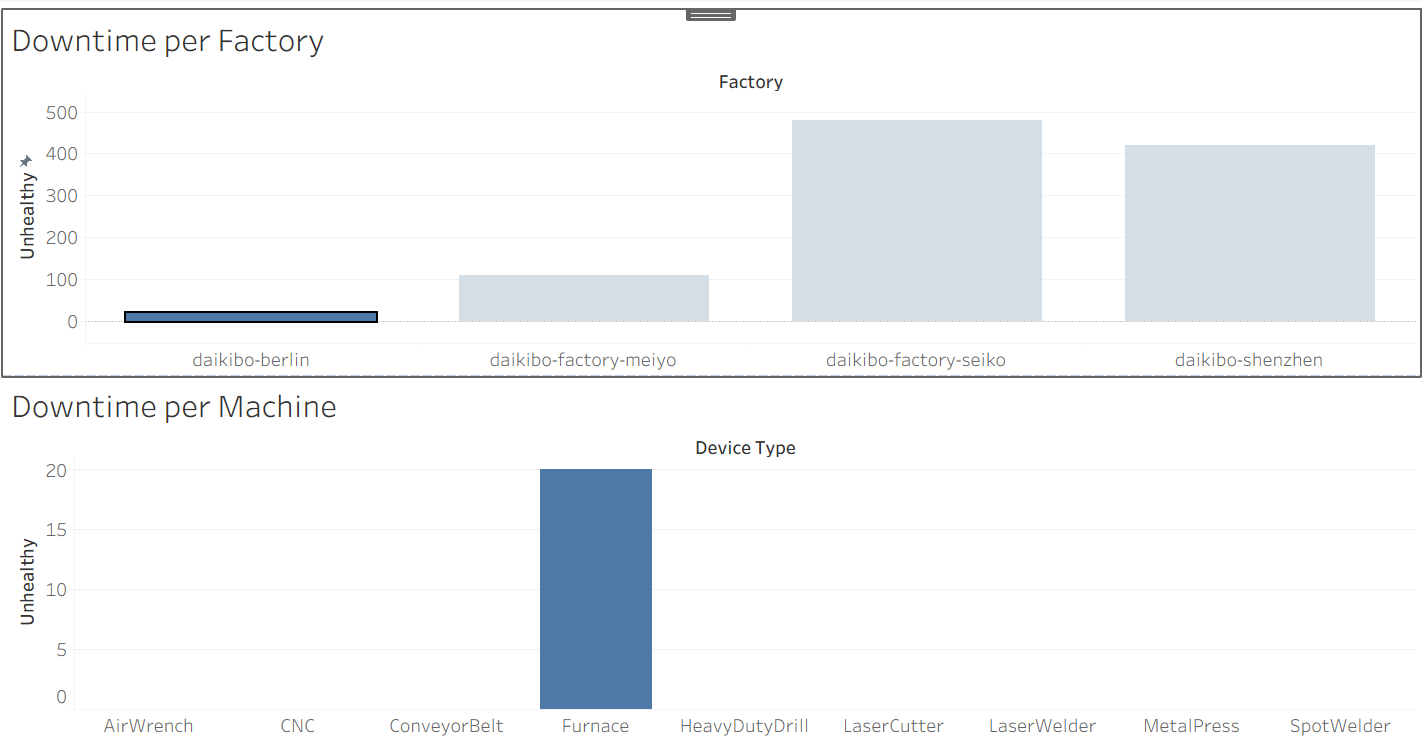 Downtime per Factory
Factory
500
400
300
200
100
0
Unhealthy
daikibo-berlin daikibo-factory-meiyo daikibo-factory-seiko daikibo-shenzhen
Downtime per Machine
Device Type
20
15
10
5
0
Unhealthy
AirWrench CNC ConveyorBelt Furnace HeavyDutyDrill LaserCutter LaserWelder MetalPress SpotWelder